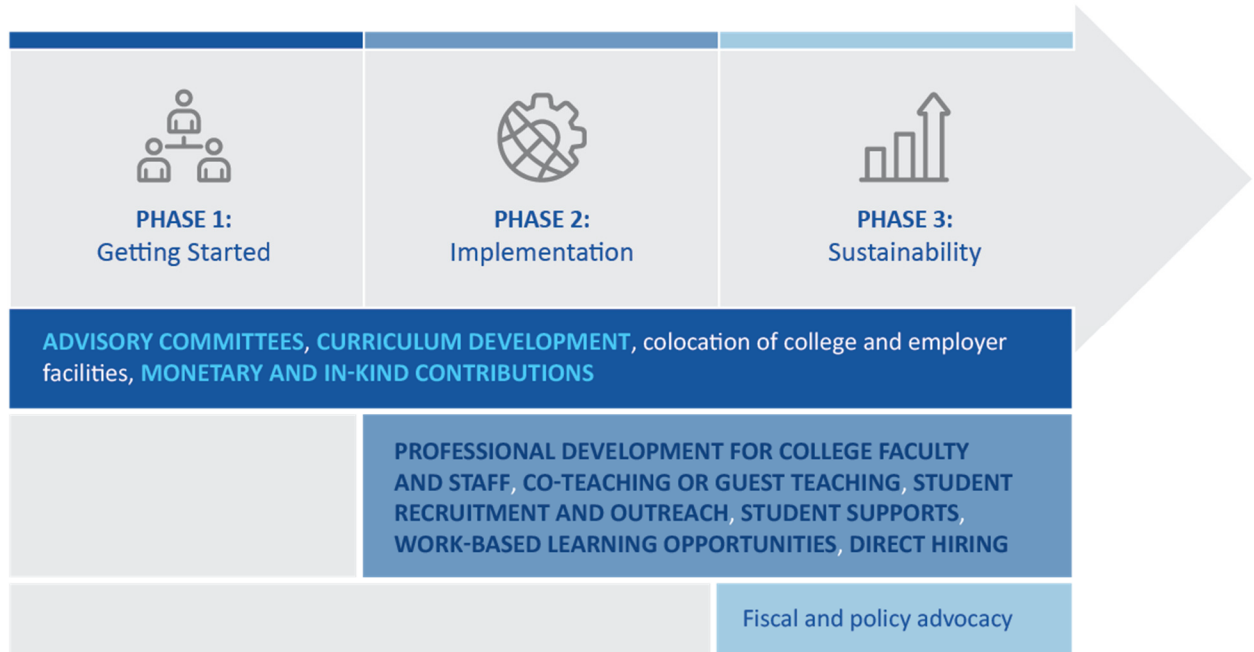 PHASE 1:
Getting Started
PHASE 2:
Implementation
PHASE 3:
Sustainability
ADVISORY COMMITTEES, CURRICULUM DEVELOPMENT, colocation of college and employer
facilities, MONETARY AND IN-KIND CONTRIBUTIONS
PROFESSIONAL DEVELOPMENT FOR COLLEGE FACULTY
AND STAFF, CO-TEACHING OR GUEST TEACHING, STUDENT
RECRUITMENT AND OUTREACH, STUDENT SUPPORTS,
WORK-BASED LEARNING OPPORTUNITIES, DIRECT HIRING
Fiscal and policy advocacy